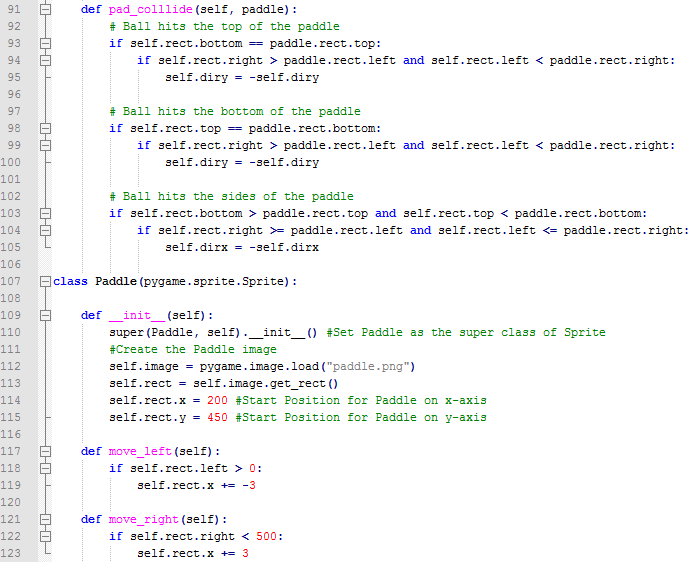 91 def pad_colllide(self, paddle):
92 # Ball hits the top of the paddle
93 if self.rect.bottom == paddle.rect.top:
94 if self.rect.right > paddle.rect.left and self.rect.left < paddle.rect.right:
95 self.diry = -self.diry
96
97 # Ball hits the bottom of the paddle
98 if self.rect.top == paddle.rect.bottom:
99 if self.rect.right > paddle.rect.left and self.rect.left < paddle.rect.right:
100 self.diry = -self.diry
101
102 # Ball hits the sides of the paddle
103 if self.rect.bottom > paddle.rect.top and self.rect.top < paddle.rect.bottom:
104 if self.rect.right >= paddle.rect.left and self.rect.left <= paddle.rect.right:
105 self.dirx = -self.dirx
106
107 class Paddle(pygame.sprite.Sprite):
108
109 def __init__(self):
110 super(Paddle, self).__init__() #Set Paddle as the super class of Sprite
111 #Create the Paddle image
112 self.image = pygame.image.load("paddle.png")
113 self.rect = self.image.get_rect()
114 self.rect.x = 200 #Start Position for Paddle on x-axis
115 self.rect.y = 450 #Start Position for Paddle on y-axis
116
117 def move_left(self):
118 if self.rect.left > 0:
119 self.rect.x += -3
120
121 def move_right(self):
122 if self.rect.right < 500:
123 self.rect.x += 3